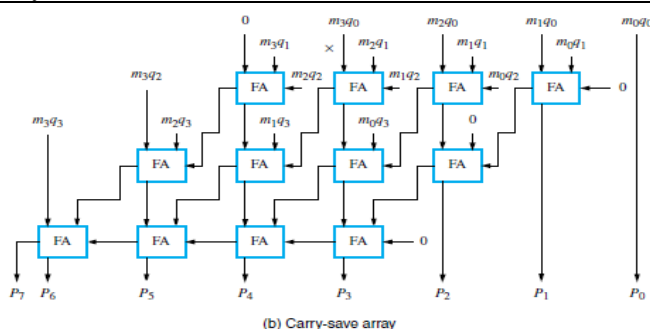 0 m₃q₀ m₂q₀ m₁q₀ m₀q₀
m₃q₁ × m₂q₁ m₁q₁ m₀q₁
m₃q₂ FA m₂q₂ FA m₁q₂ FA m₀q₂ FA 0
m₃q₃ m₂q₃ m₁q₃ m₀q₃ 0
FA FA FA FA
FA FA FA FA 0
P₇ P₆ P₅ P₄ P₃ P₂ P₁ P₀
(b) Carry-save array